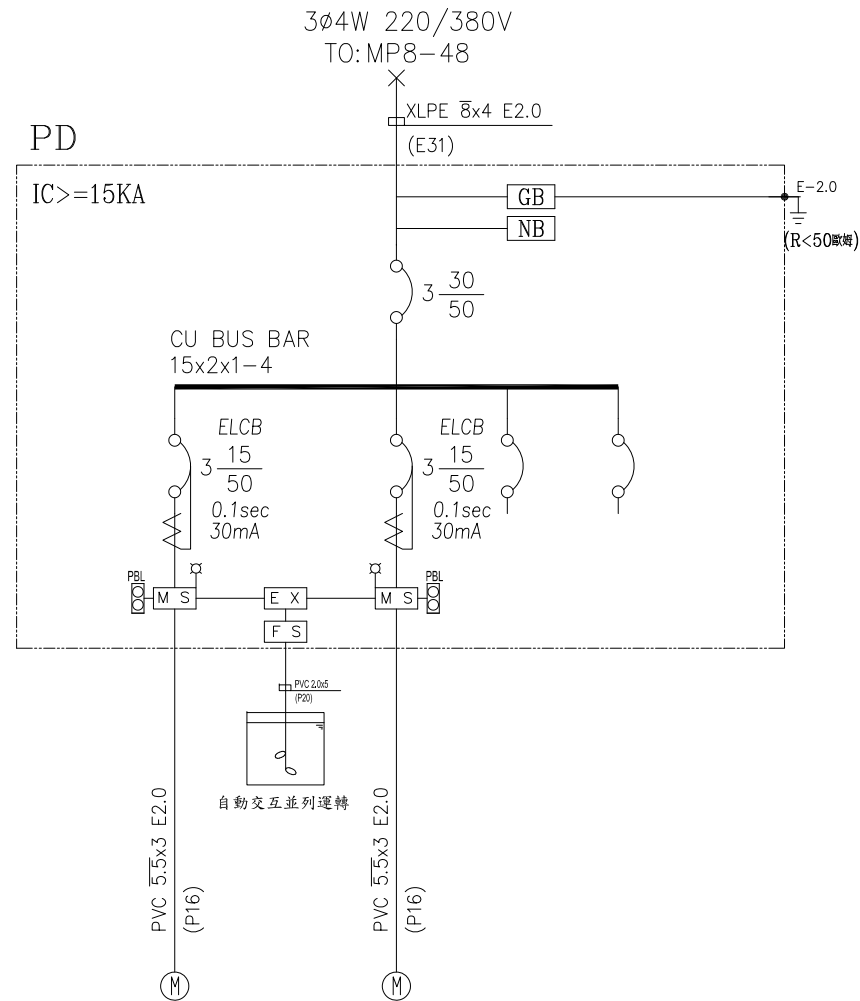 3ø4W 220/380V
TO: MP8-48
XLPE 8x4 E2.0
(E31)
PD
IC>=15KA
GB
E-2.0
NB
(R<50歐姆)
3 30
50
CU BUS BAR
15x2x1-4
ELCB
3 15
50
0.1sec
30mA
ELCB
3 15
50
0.1sec
30mA
PBL
M S
E X
M S
PBL
F S
PVC 2.0x5
(P20)
自動交互並列運轉
PVC 5.5x3 E2.0
(P16)
PVC 5.5x3 E2.0
(P16)
M
M